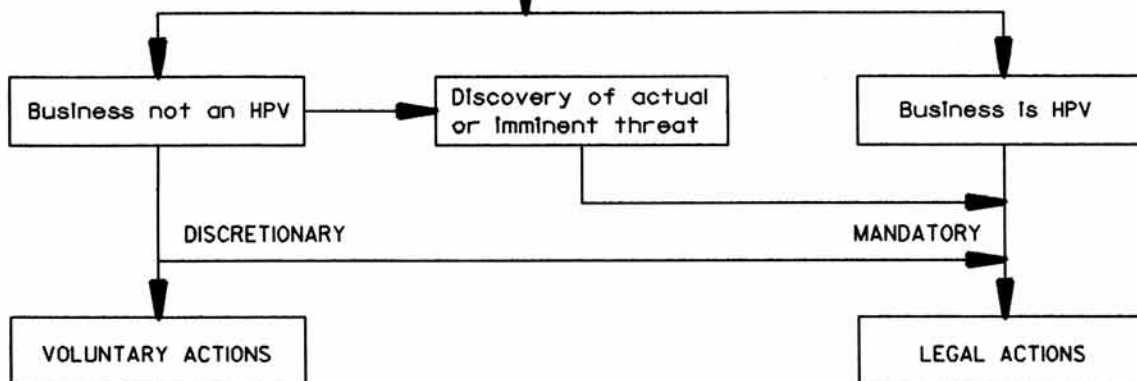 Business not an HPV
Discovery of actual
or imminent threat
Business is HPV
DISCRETIONARY
MANDATORY
VOLUNTARY ACTIONS
LEGAL ACTIONS